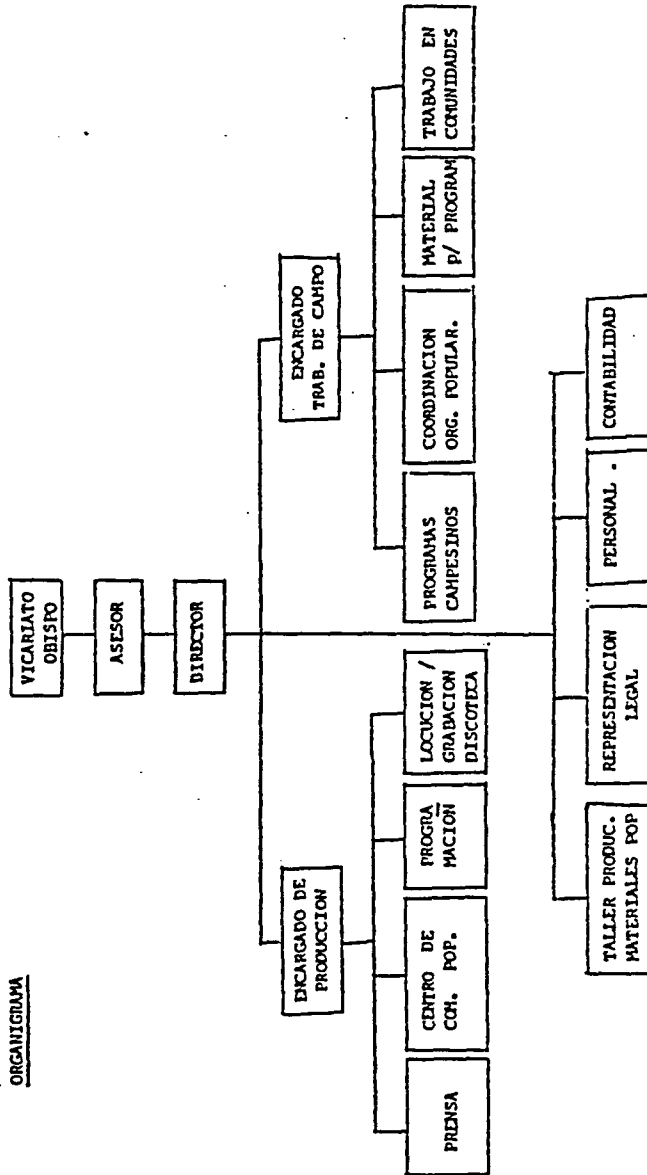 ORGANIGRAMA
VICARIATO
OBISPO
ASESOR
DIRECTOR
ENCARGADO DE
PRODUCCION
ENCARGADO
TRAB. DE CAMPO
PRENSA
CENTRO DE
COM. POP.
PROGRA
MACION
LOCUCION /
GRABACION
DISCOTECA
PROGRAMAS
CAMPESINOS
COORDINACION
ORG. POPULAR.
MATERIAL
p/ PROGRAM
TRABAJO EN
COMUNIDADES
TALLER PRODUC.
MATERIALES POP
REPRESENTACION
LEGAL
PERSONAL .
CONTABILIDAD